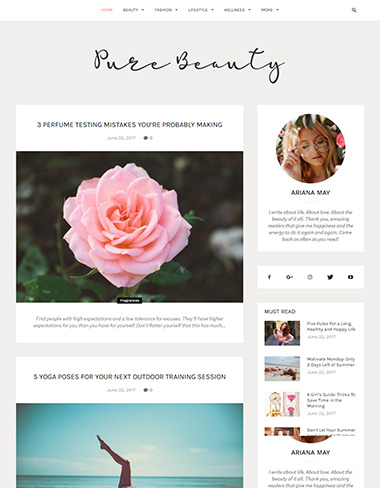 HOME BEAUTY FASHION LIFESTYLE WELLNESS MORE
Pure Beauty
3 PERFUME TESTING MISTAKES YOU'RE PROBABLY MAKING
June 22, 2017 0
Fragrances
Find people with high expectations and a low tolerance for excuses. They'll have higher
expectations for you than you have for yourself. Don't flatter yourself that this has much...
5 YOGA POSES FOR YOUR NEXT OUTDOOR TRAINING SESSION
June 22, 2017 0
ARIANA MAY
I write about life. About love. About
the beauty of it all. Thank you, amazing
readers that give me happiness and the
energy to do it again and again. Come
back as often as you need!
MUST READ
Five Rules For a Long,
Healthy and Happy Life
June 22, 2017
Motivate Monday: Only
3 Days Left of Summer
June 22, 2017
A Girl's Guide: Tricks To
Save Time in the
Morning
June 22, 2017
Don't Let Your Summer
ARIANA MAY
I write about life. About love. About
the beauty of it all. Thank you, amazing
readers that give me happiness and the